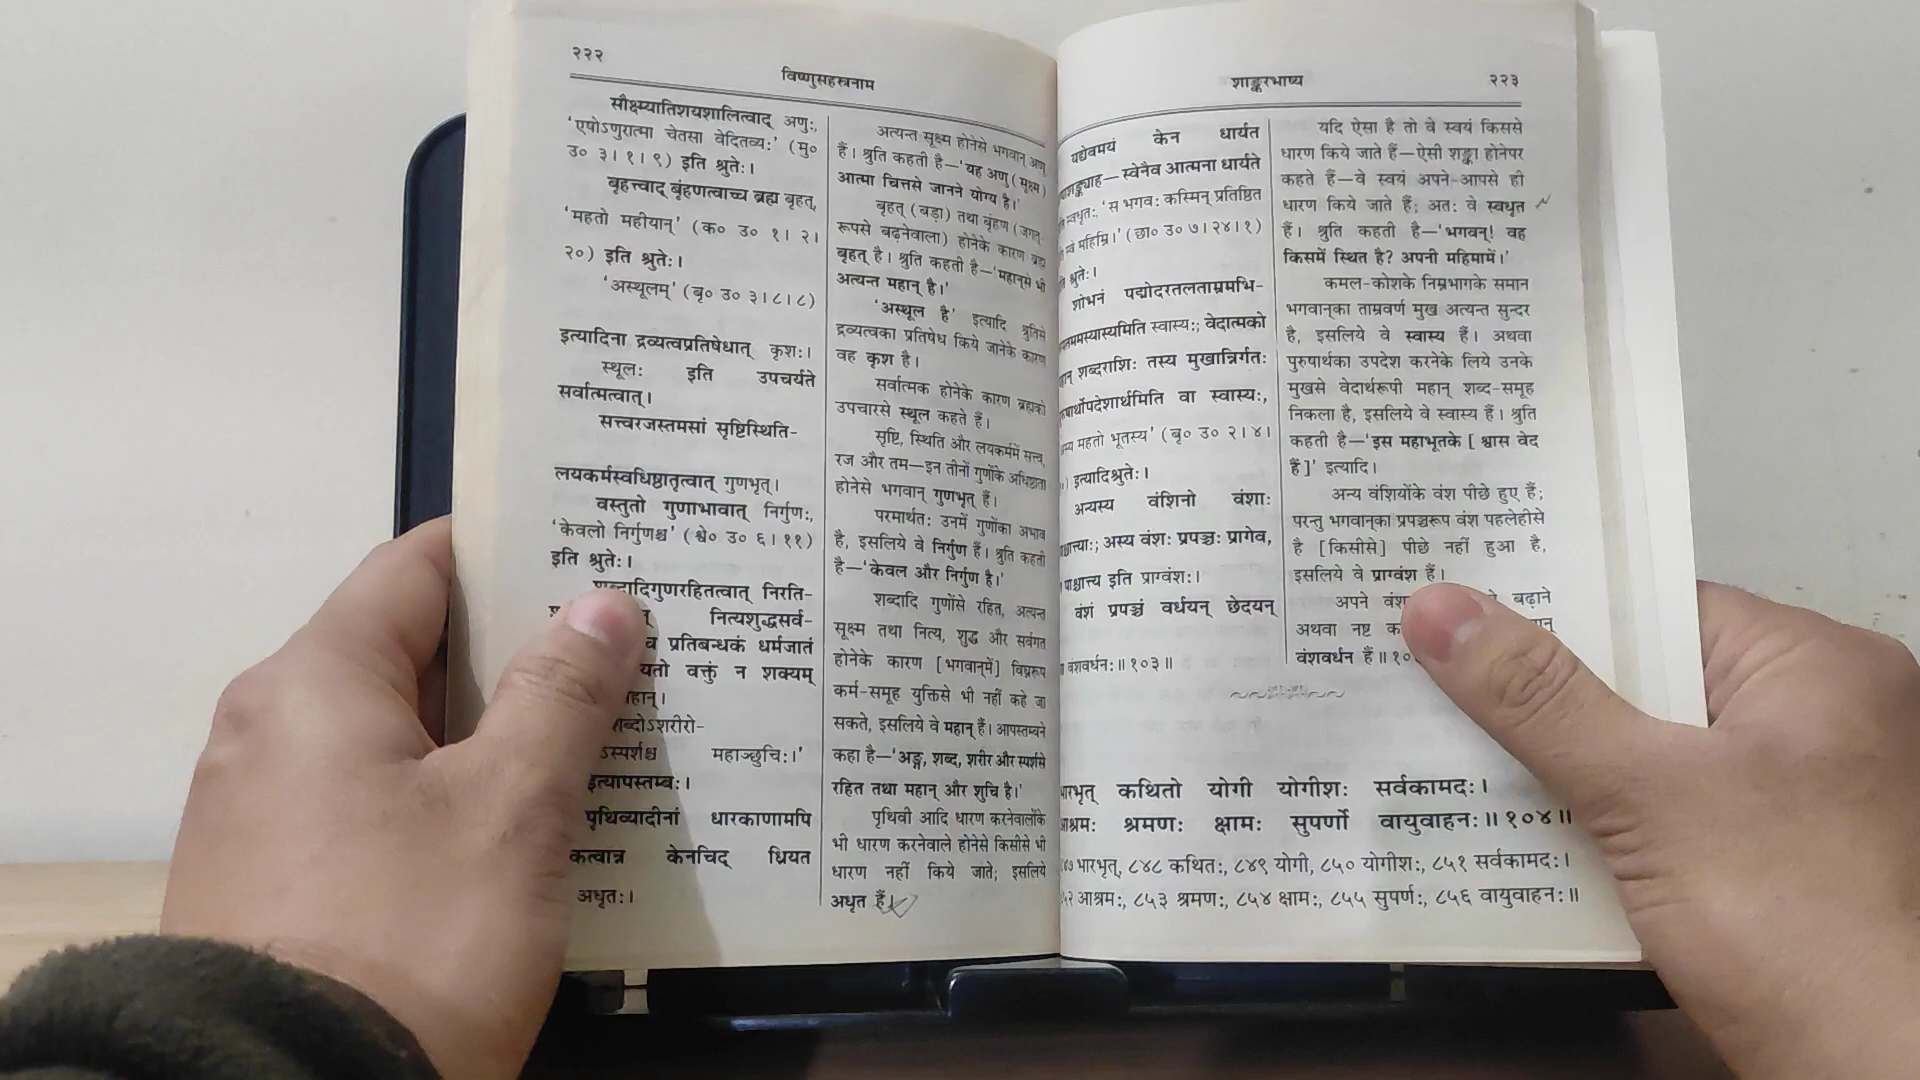 २२२
विष्णुसहस्त्रनाम
सौक्ष्म्यातिशयशालित्वाद् अणुः,
'एषोऽणुरात्मा चेतसा वेदितव्यः' (मु०
उ० ३।१।९) इति श्रुतेः।
बृहत्त्वाद् बृंहणत्वाच्च ब्रह्म बृहत्,
'महतो महीयान्' (क० उ० १।२।
२०) इति श्रुतेः।
'अस्थूलम्' (बृ० उ० ३।८।८)
इत्यादिना द्रव्यत्वप्रतिषेधात् कृशः।
स्थूलः इति उपचर्यते
सर्वात्मत्वात्।
सत्त्वरजस्तमसां सृष्टिस्थिति-
लयकर्मस्वधिष्ठातृत्वात् गुणभृत्।
वस्तुतो गुणाभावात् निर्गुणः,
'केवलो निर्गुणश्च' (श्वे० उ० ६।११)
इति श्रुतेः।
शब्दादिगुणरहितत्वात् निरति-
नित्यशुद्धसर्व-
प्रतिबन्धकं धर्मजातं
वक्तुं न शक्यम्
महाञ्छुचिः।'
इत्यापस्तम्बः।
पृथिव्यादीनां धारकाणामपि
केनचिद् ध्रियत
अधृतः।
अत्यन्त सूक्ष्म होनेसे भगवान् अणु
हैं। श्रुति कहती है—'यह अणु (सूक्ष्म)
आत्मा चित्तसे जानने योग्य है।'
बृहत् (बड़ा) तथा बृंहण (जगत्-
रूपसे बढ़नेवाला) होनेके कारण ब्रह्म
बृहत् है। श्रुति कहती है—'महान्‌से भी
अत्यन्त महान् है।'
'अस्थूल है' इत्यादि श्रुतिसे
द्रव्यत्वका प्रतिषेध किये जानेके कारण
वह कृश है।
सर्वात्मक होनेके कारण ब्रह्मको
उपचारसे स्थूल कहते हैं।
सृष्टि, स्थिति और लयकर्ममें सत्त्व,
रज और तम—इन तीनों गुणोंके अधिष्ठाता
होनेसे भगवान् गुणभृत् हैं।
परमार्थतः उनमें गुणोंका अभाव
है, इसलिये वे निर्गुण हैं। श्रुति कहती
है—'केवल और निर्गुण है।'
शब्दादि गुणोंसे रहित, अत्यन्त
सूक्ष्म तथा नित्य, शुद्ध और सर्वगत
होनेके कारण [भगवान्‌में] विघ्नरूप
कर्म-समूह युक्तिसे भी नहीं कहे जा
सकते, इसलिये वे महान् हैं। आपस्तम्बने
कहा है—'अङ्ग, शब्द, शरीर और स्पर्शसे
रहित तथा महान् और शुचि है।'
पृथिवी आदि धारण करनेवालोंके
भी धारण करनेवाले होनेसे किसीसे भी
धारण नहीं किये जाते; इसलिये
अधृत हैं।
शाङ्करभाष्य
२२३
यद्येवमयं केन धार्यत
स्वेनैव आत्मना धार्यते
स्वधृतः, 'स भगवः कस्मिन् प्रतिष्ठित
स्वे महिम्नि।' (छा० उ० ७।२४।१)
श्रुतेः।
शोभनं पद्मोदरतलताम्रमभि-
स्वास्यः; वेदात्मको
शब्दराशिः तस्य मुखान्निर्गतः
वा स्वास्यः,
महतो भूतस्य' (बृ० उ० २।४।
इत्यादिश्रुतेः।
अन्यस्य वंशिनो वंशाः
अस्य वंशः प्रपञ्चः प्रागेव,
पाश्चात्त्य इति प्राग्वंशः।
वंशं प्रपञ्चं वर्धयन् छेदयन्
वंशवर्धनः॥१०३॥
यदि ऐसा है तो वे स्वयं किससे
धारण किये जाते हैं—ऐसी शङ्का होनेपर
कहते हैं—वे स्वयं अपने-आपसे ही
धारण किये जाते हैं; अतः वे स्वधृत
हैं। श्रुति कहती है—'भगवन्! वह
किसमें स्थित है? अपनी महिमामें।'
कमल-कोशके निम्नभागके समान
भगवान्‌का ताम्रवर्ण मुख अत्यन्त सुन्दर
है, इसलिये वे स्वास्य हैं। अथवा
पुरुषार्थका उपदेश करनेके लिये उनके
मुखसे वेदार्थरूपी महान् शब्द-समूह
निकला है, इसलिये वे स्वास्य हैं। श्रुति
कहती है—'इस महाभूतके [ श्वास वेद
हैं ]' इत्यादि।
अन्य वंशियोंके वंश पीछे हुए हैं;
परन्तु भगवान्‌का प्रपञ्चरूप वंश पहलेहीसे
है [किसीसे] पीछे नहीं हुआ है,
इसलिये वे प्राग्वंश हैं।
अपने बढ़ाने
अथवा नष्ट
वंशवर्धन हैं॥
कथितो योगी योगीशः सर्वकामदः।
श्रमणः क्षामः सुपर्णो वायुवाहनः॥१०४॥
भारभृत्, ८४८ कथितः, ८४९ योगी, ८५० योगीशः, ८५१ सर्वकामदः।
आश्रमः, ८५३ श्रमणः, ८५४ क्षामः, ८५५ सुपर्णः, ८५६ वायुवाहनः॥